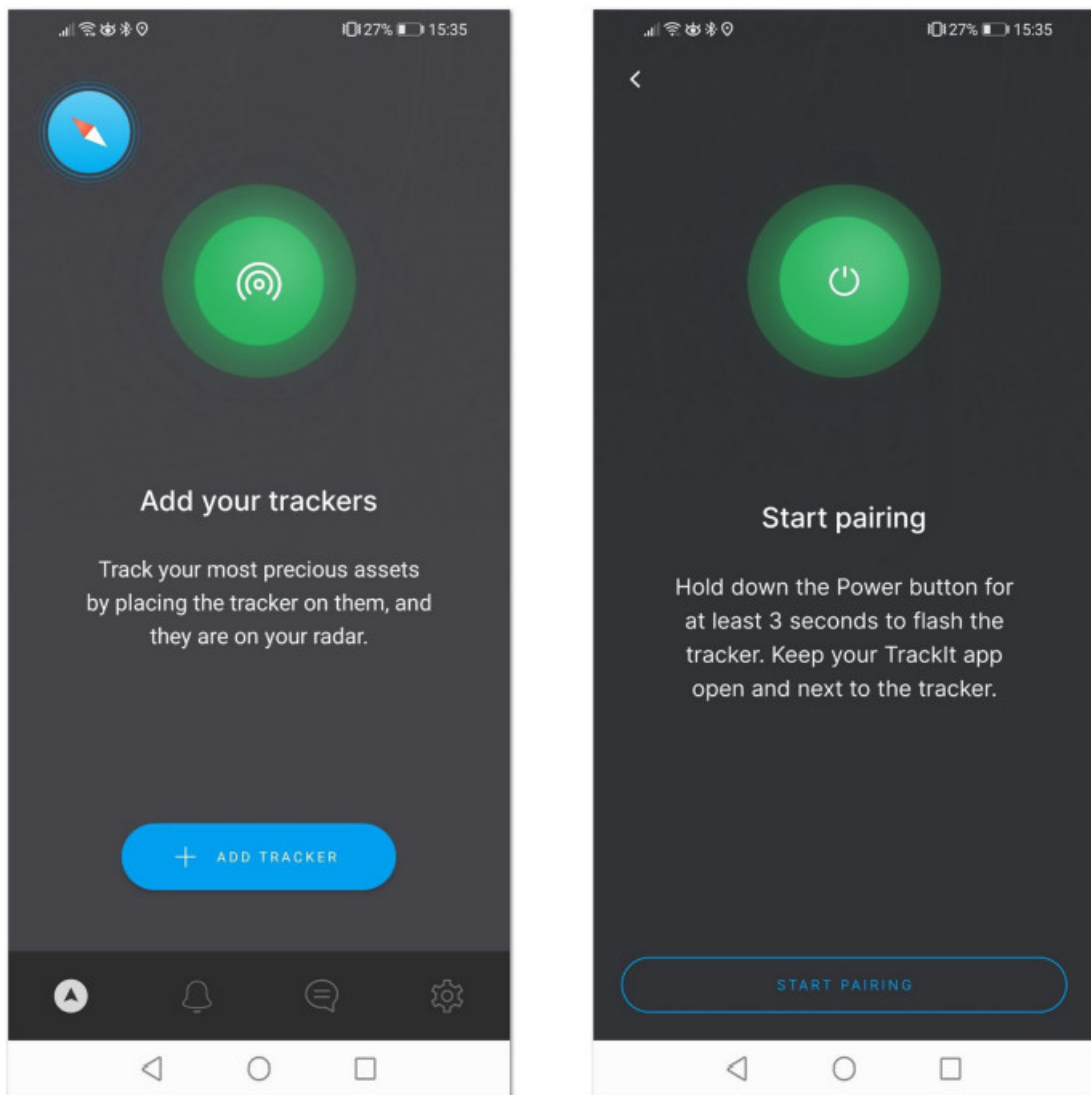 27% 15:35
Add your trackers
Track your most precious assets
by placing the tracker on them, and
they are on your radar.
ADD TRACKER
27% 15:35
Start pairing
Hold down the Power button for
at least 3 seconds to flash the
tracker. Keep your TrackIt app
open and next to the tracker.
START PAIRING